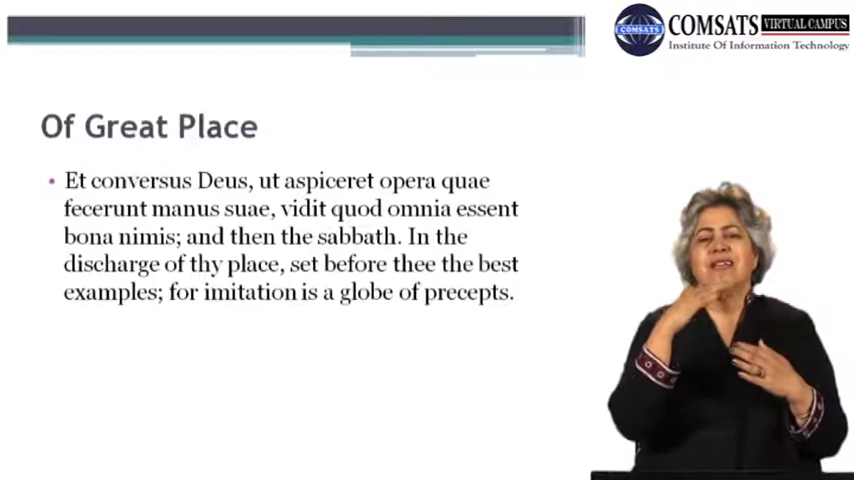 COMSATS
COMSATS VIRTUAL CAMPUS
Institute Of Information Technology
Of Great Place
• Et conversus Deus, ut aspiceret opera quae
fecerunt manus suae, vidit quod omnia essent
bona nimis; and then the sabbath. In the
discharge of thy place, set before thee the best
examples; for imitation is a globe of precepts.